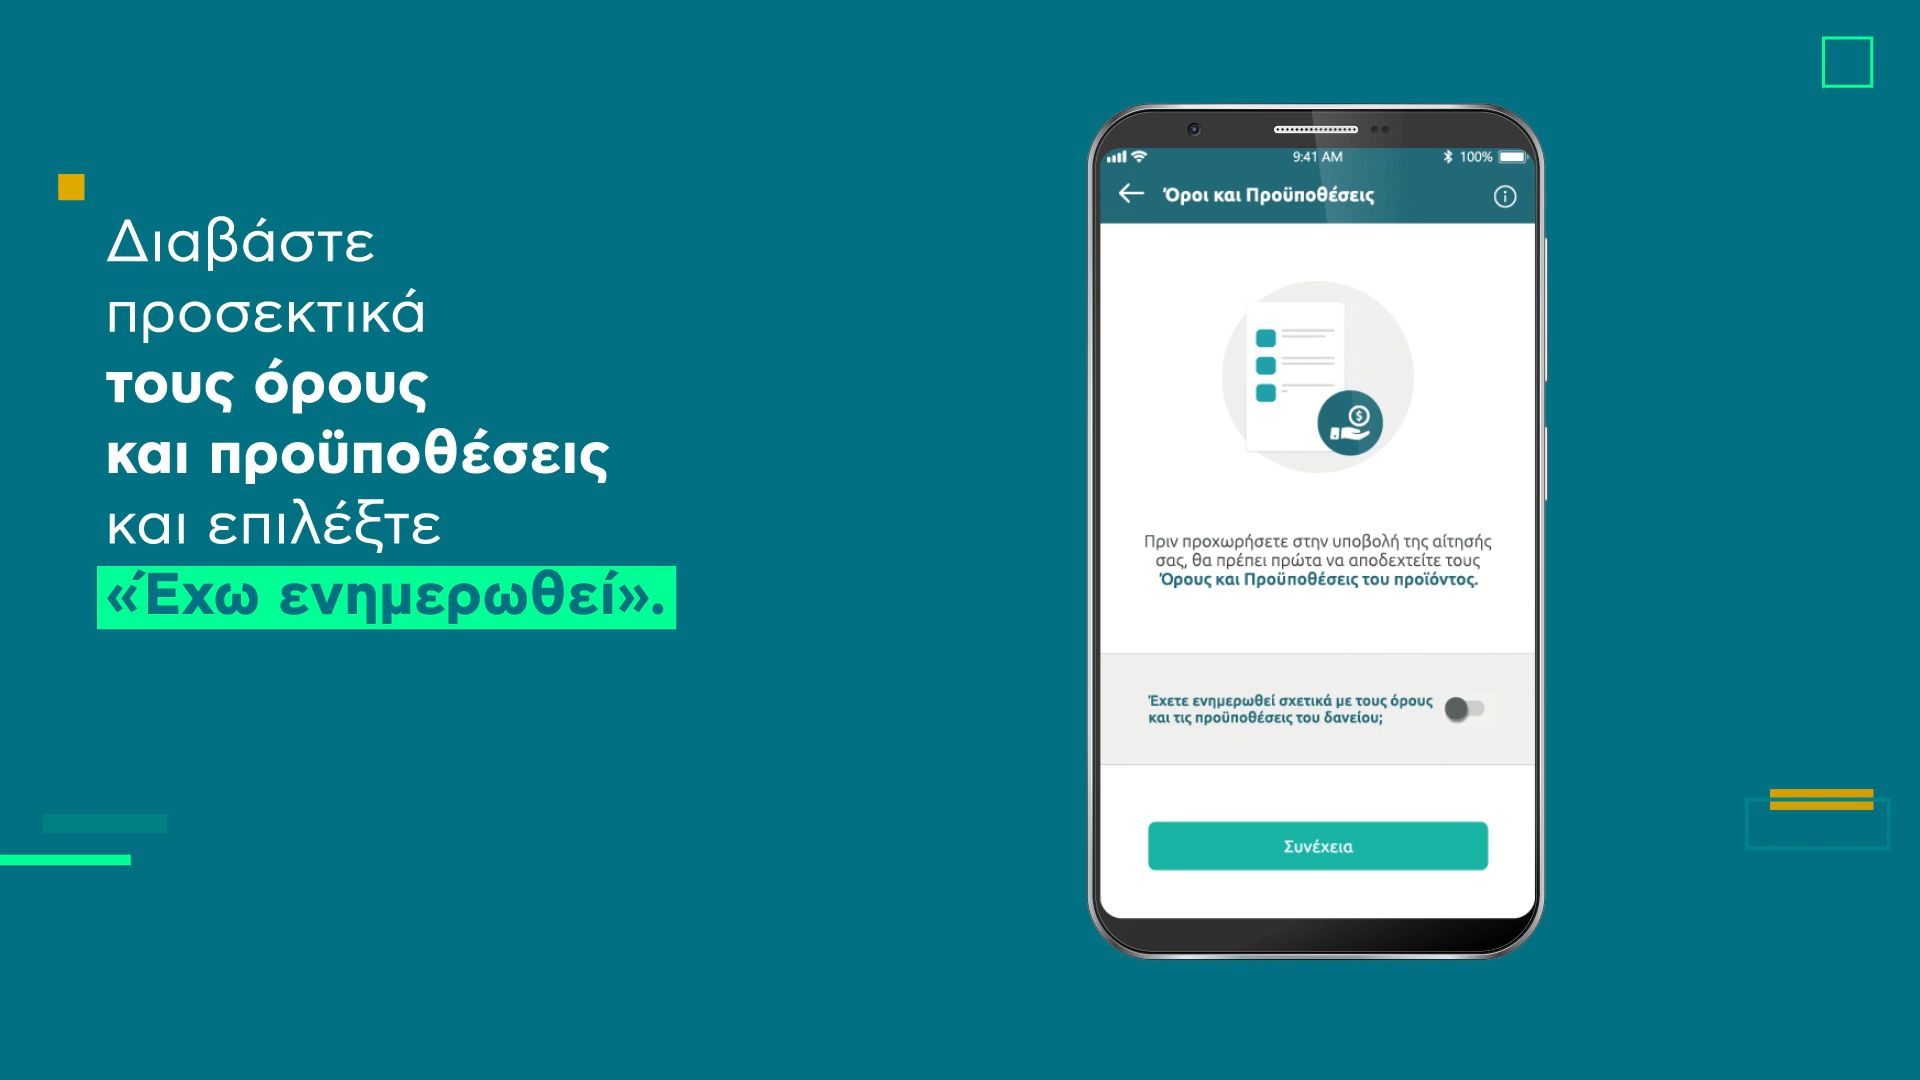 Διαβάστε
προσεκτικά
τους όρους
και προϋποθέσεις
και επιλέξτε
«Έχω ενημερωθεί».
9:41 AM
100%
Όροι και Προϋποθέσεις
Πριν προχωρήσετε στην υποβολή της αίτησής
σας, θα πρέπει πρώτα να αποδεχτείτε τους
Όρους και Προϋποθέσεις του προϊόντος.
Έχετε ενημερωθεί σχετικά με τους όρους
και τις προϋποθέσεις του δανείου;
Συνέχεια